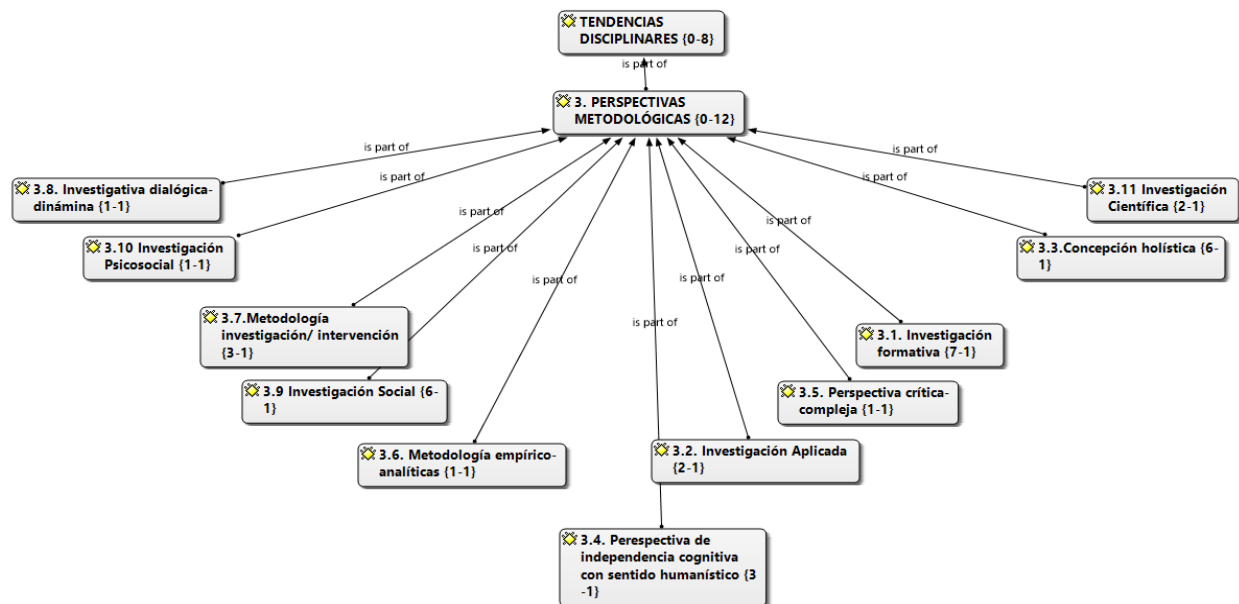 TENDENCIAS
DISCIPLINARES {0-8}
is part of
3. PERSPECTIVAS
METODOLÓGICAS {0-12}
is part of
is part of
is part of
is part of
is part of
is part of
is part of
is part of
3.8. Investigativa dialógica-
dinámina {1-1}
3.11 Investigación
Científica {2-1}
3.10 Investigación
Psicosocial {1-1}
3.3.Concepción holística {6-
1}
3.7.Metodología
investigación/ intervención
{3-1}
3.1. Investigación
formativa {7-1}
3.9 Investigación Social {6-
1}
3.5. Perspectiva crítica-
compleja {1-1}
3.6. Metodología empírico-
analíticas {1-1}
3.2. Investigación Aplicada
{2-1}
is part of
is part of
is part of
3.4. Perespectiva de
independencia cognitiva
con sentido humanístico {3
-1}